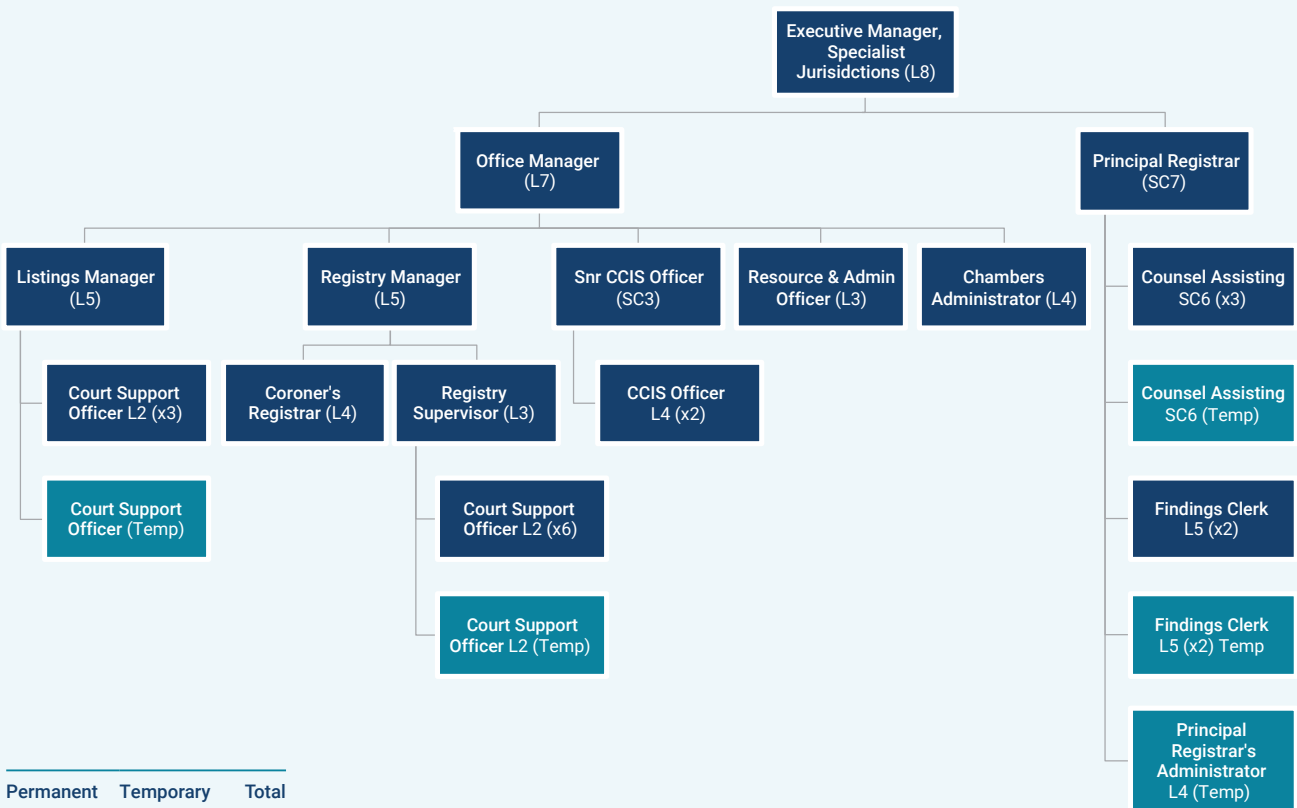 Executive Manager,
Specialist
Jurisidctions (L8)
Office Manager
(L7)
Principal Registrar
(SC7)
Listings Manager
(L5)
Registry Manager
(L5)
Snr CCIS Officer
(SC3)
Resource & Admin
Officer (L3)
Chambers
Administrator (L4)
Counsel Assisting
SC6 (x3)
Court Support
Officer L2 (x3)
Coroner's
Registrar (L4)
Registry
Supervisor (L3)
CCIS Officer
L4 (x2)
Counsel Assisting
SC6 (Temp)
Court Support
Officer (Temp)
Court Support
Officer L2 (x6)
Findings Clerk
L5 (x2)
Court Support
Officer L2 (Temp)
Findings Clerk
L5 (x2) Temp
Principal
Registrar's
Administrator
L4 (Temp)
Permanent Temporary Total